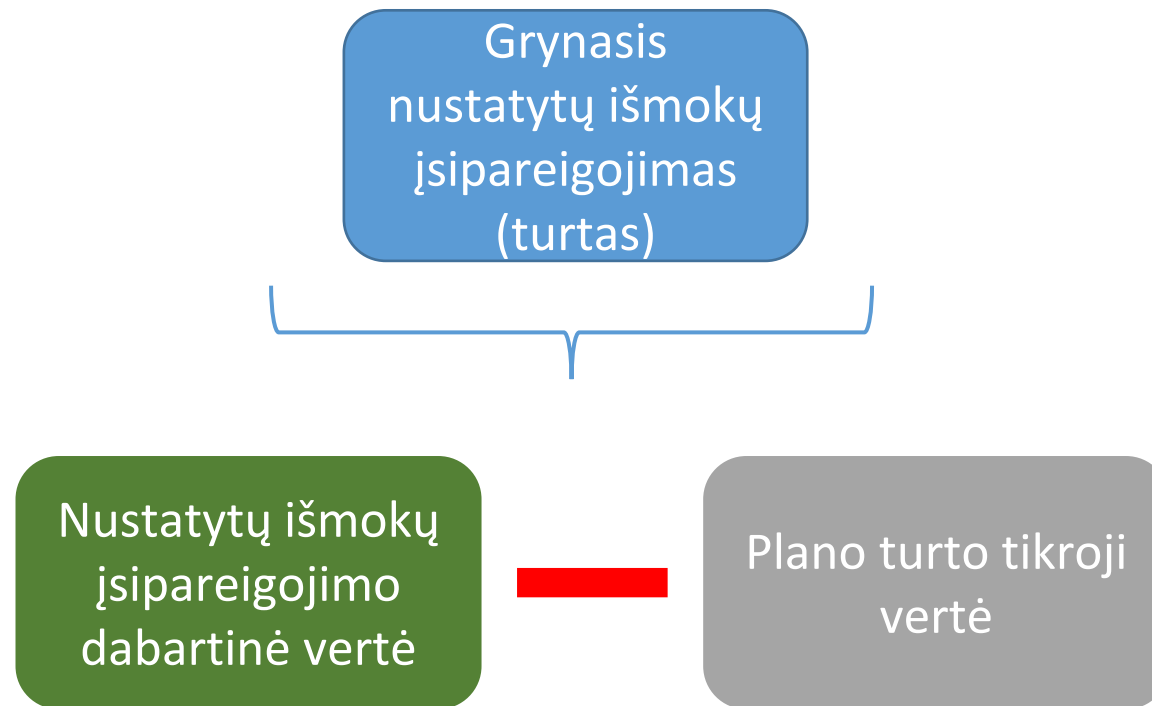 Grynasis
nustatytų išmokų
įsipareigojimas
(turtas)
Nustatytų išmokų
įsipareigojimo
dabartinė vertė
Plano turto tikroji
vertė